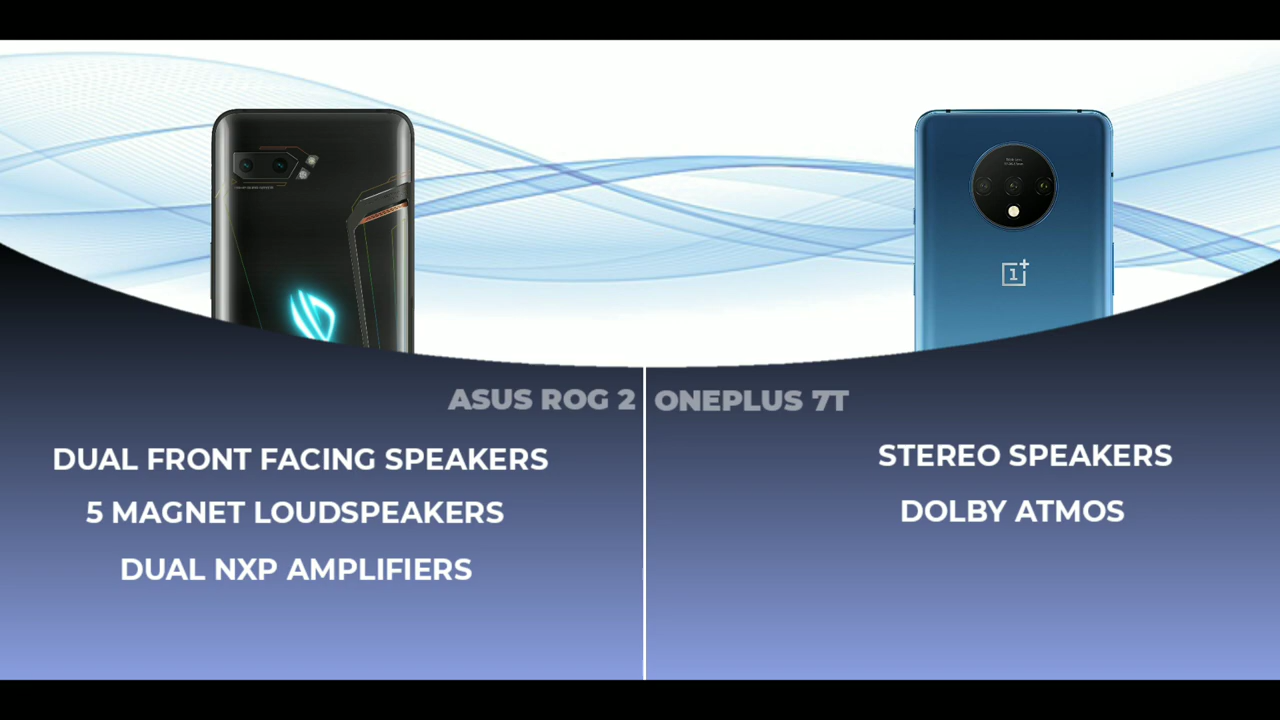 ASUS ROG 2
DUAL FRONT FACING SPEAKERS
5 MAGNET LOUDSPEAKERS
DUAL NXP AMPLIFIERS
ONEPLUS 7T
STEREO SPEAKERS
DOLBY ATMOS